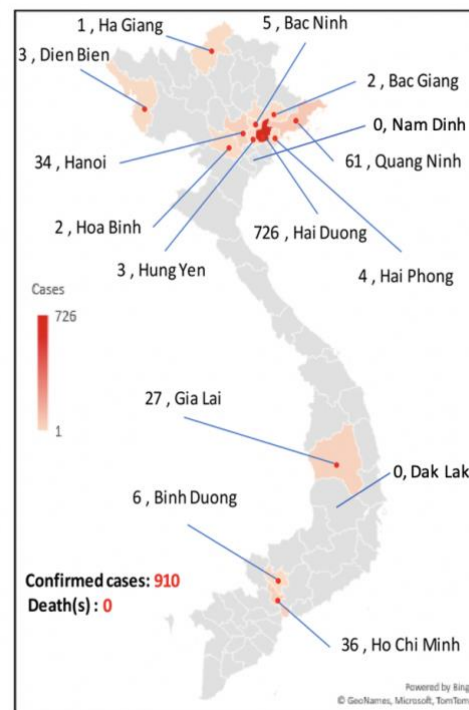 5 , Bac Ninh
1 , Ha Giang
3 , Dien Bien
2 , Bac Giang
0, Nam Dinh
34 , Hanoi
61 , Quang Ninh
2 , Hoa Binh
726 , Hai Duong
3 , Hung Yen
4 , Hai Phong
Cases
726
1
27 , Gia Lai
0, Dak Lak
6 , Binh Duong
Confirmed cases: 910
Death(s) : 0
36 , Ho Chi Minh
Powered by Bing
© GeoNames, Microsoft, TomTom